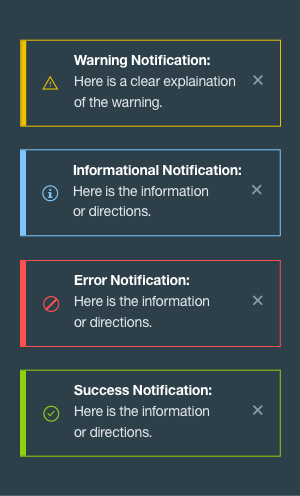 Warning Notification:
Here is a clear explaination
of the warning.
Informational Notification:
Here is the information
or directions.
Error Notification:
Here is the information
or directions.
Success Notification:
Here is the information
or directions.